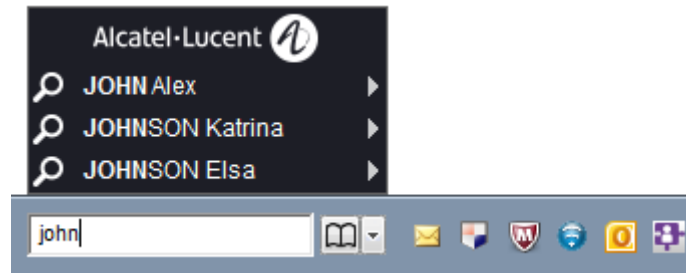 Alcatel·Lucent
JOHN Alex
JOHNSON Katrina
JOHNSON Elsa
john